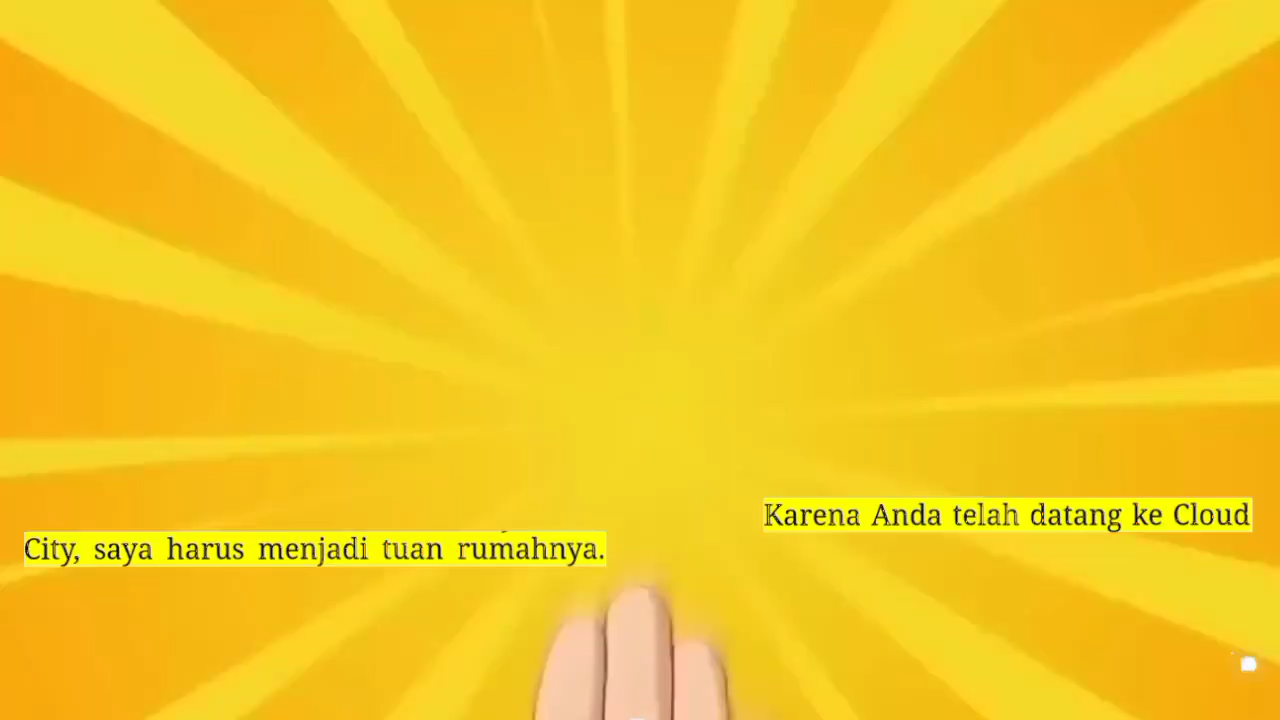 Karena Anda telah datang ke Cloud
City, saya harus menjadi tuan rumahnya.